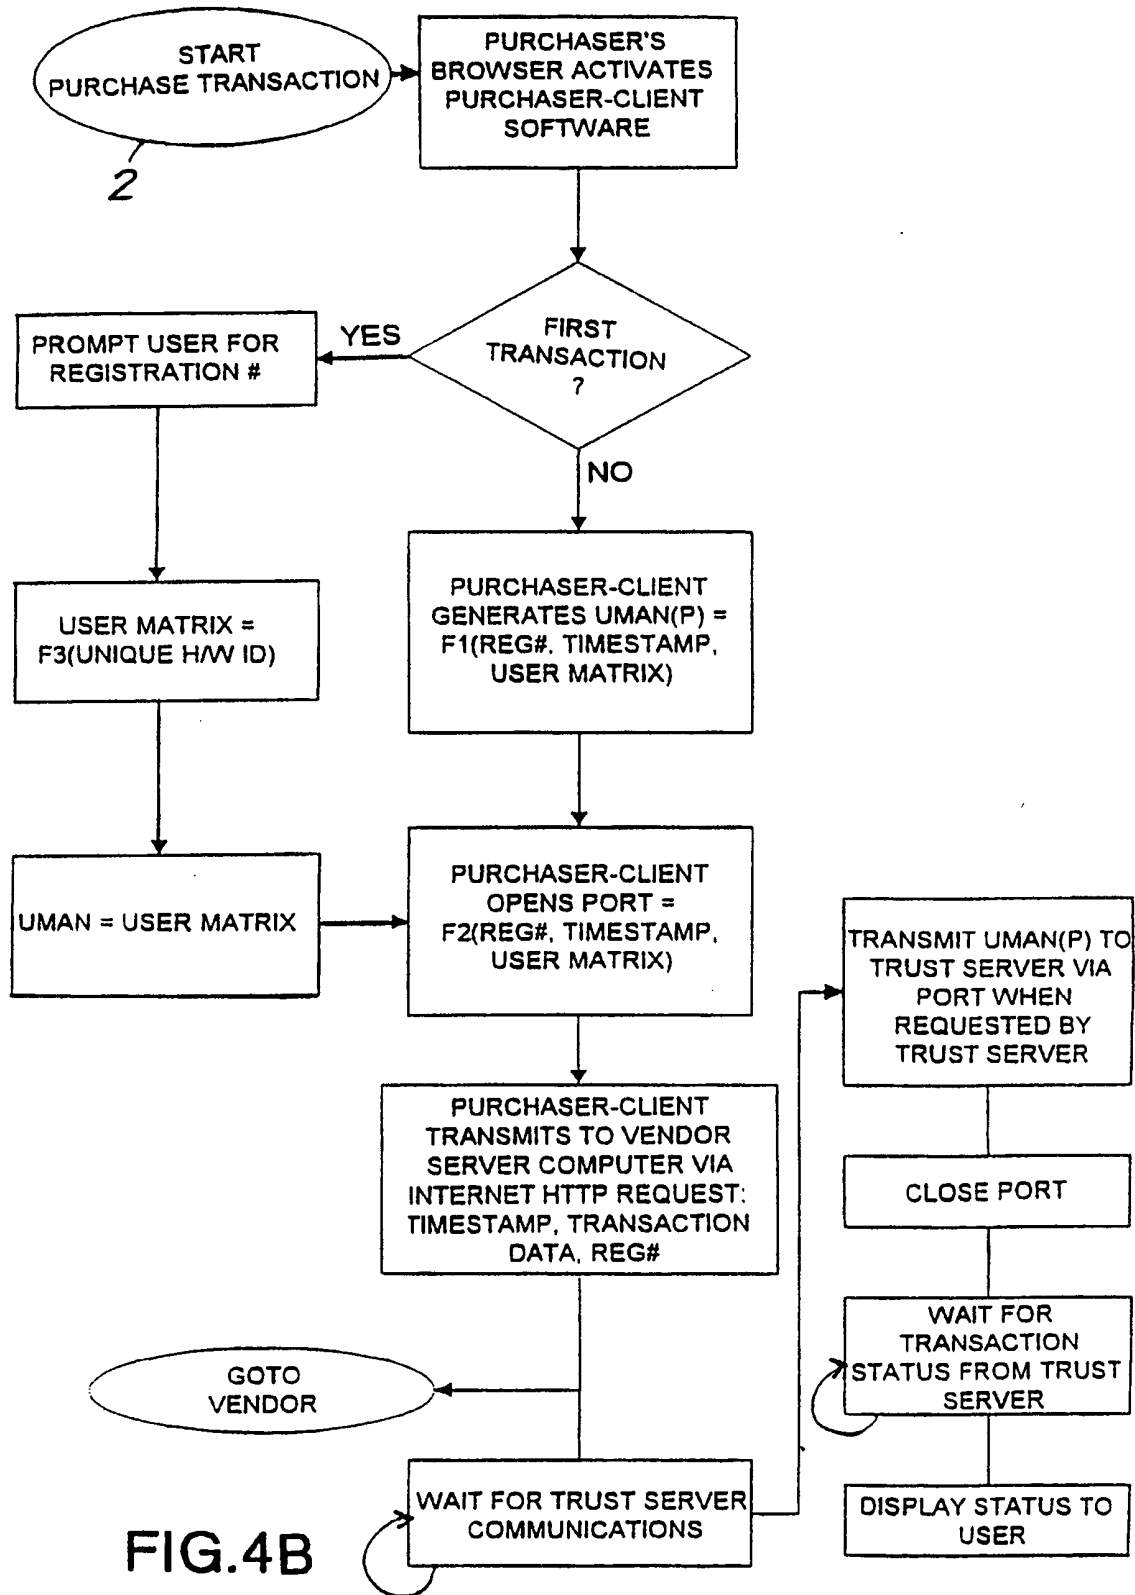 START
PURCHASE TRANSACTION
2
PURCHASER'S
BROWSER ACTIVATES
PURCHASER-CLIENT
SOFTWARE
FIRST
TRANSACTION
?
YES
NO
PROMPT USER FOR
REGISTRATION #
USER MATRIX =
F3(UNIQUE H/W ID)
UMAN = USER MATRIX
PURCHASER-CLIENT
GENERATES UMAN(P) =
F1(REG#, TIMESTAMP,
USER MATRIX)
PURCHASER-CLIENT
OPENS PORT =
F2(REG#, TIMESTAMP,
USER MATRIX)
PURCHASER-CLIENT
TRANSMITS TO VENDOR
SERVER COMPUTER VIA
INTERNET HTTP REQUEST:
TIMESTAMP, TRANSACTION
DATA, REG#
GOTO
VENDOR
WAIT FOR TRUST SERVER
COMMUNICATIONS
TRANSMIT UMAN(P) TO
TRUST SERVER VIA
PORT WHEN
REQUESTED BY
TRUST SERVER
CLOSE PORT
WAIT FOR
TRANSACTION
STATUS FROM TRUST
SERVER
DISPLAY STATUS TO
USER
FIG.4B